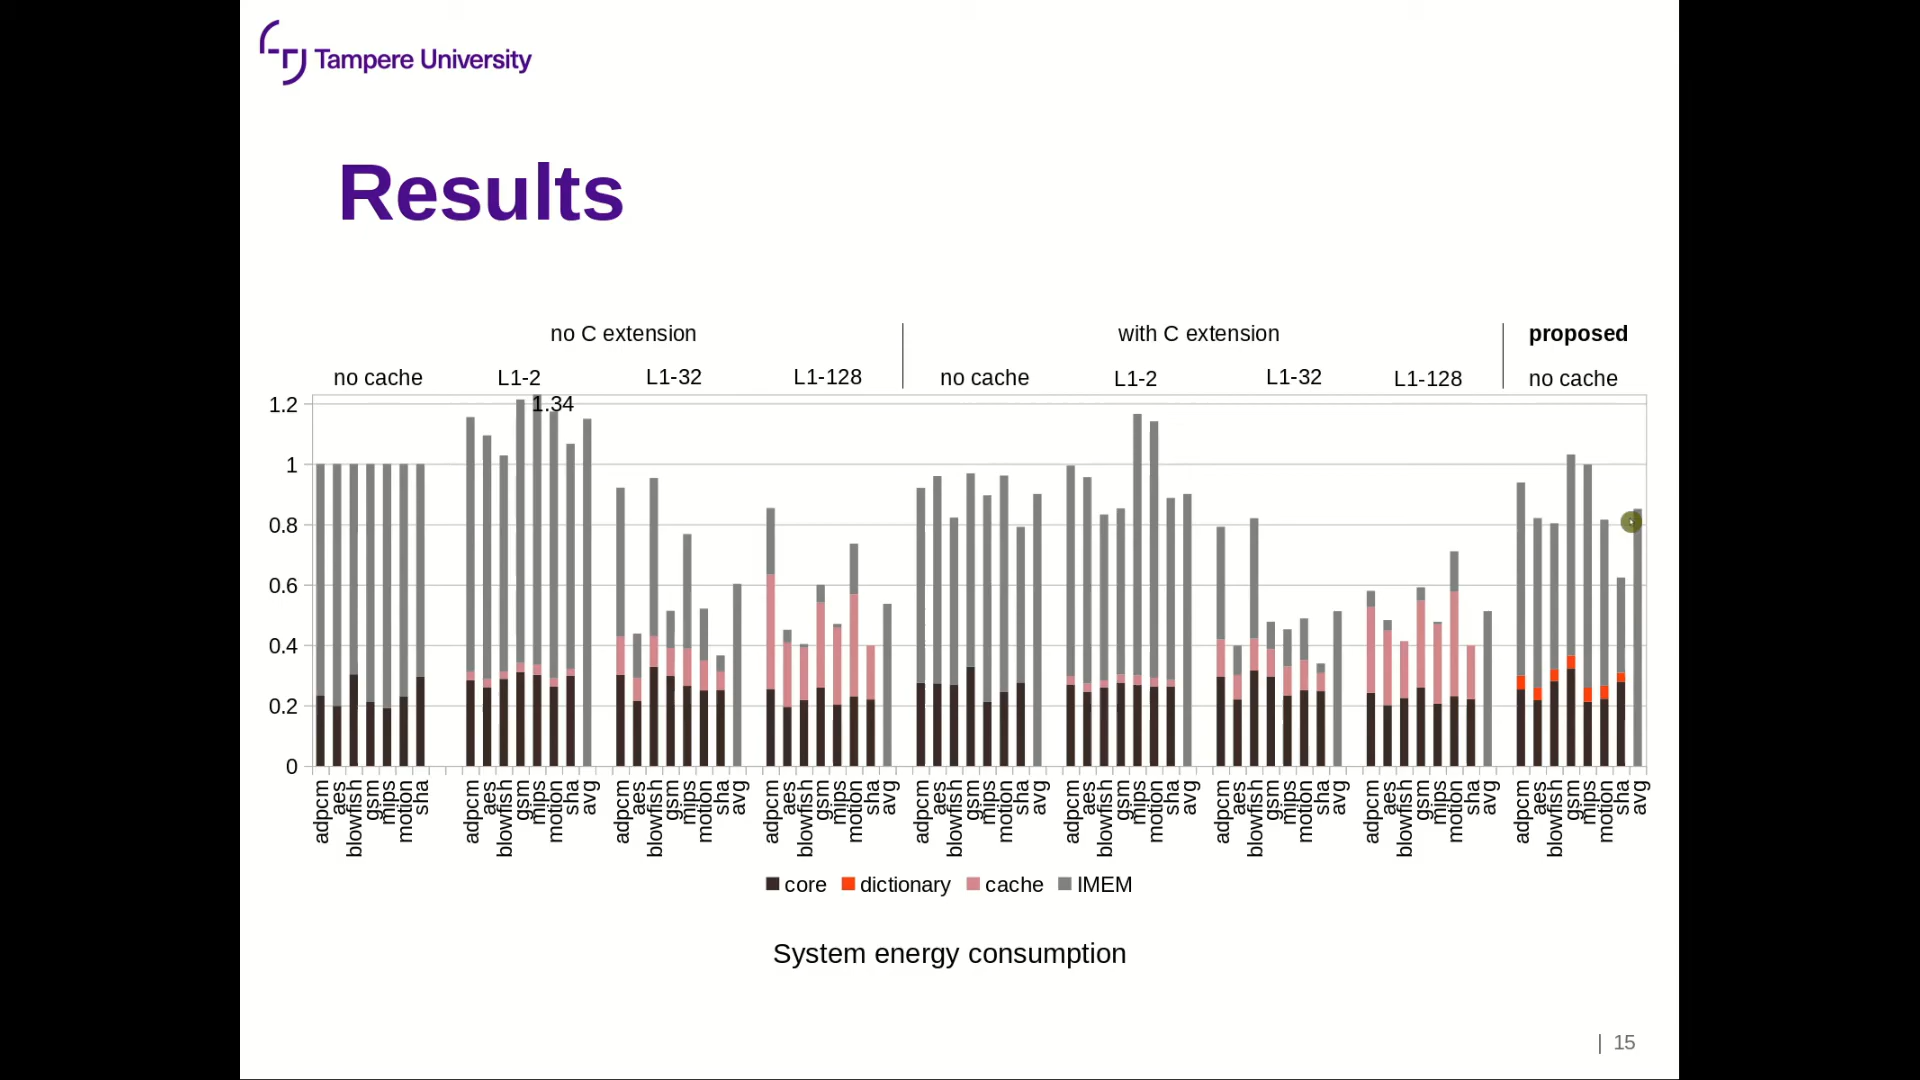 Tampere University
Results
no C extension with C extension proposed
no cache L1-2 L1-32 L1-128 no cache L1-2 L1-32 L1-128 no cache
1.34
1.2
1
0.8
0.6
0.4
0.2
0
adpcm aes blowfish gsm mips motion sha
adpcm aes blowfish gsm mips motion sha avg
adpcm aes blowfish gsm mips motion sha avg
adpcm aes blowfish gsm mips motion sha avg
adpcm aes blowfish gsm mips motion sha avg
adpcm aes blowfish gsm mips motion sha avg
adpcm aes blowfish gsm mips motion sha avg
adpcm aes blowfish gsm mips motion sha avg
adpcm aes blowfish gsm mips motion sha avg
core dictionary cache IMEM
System energy consumption
| 15